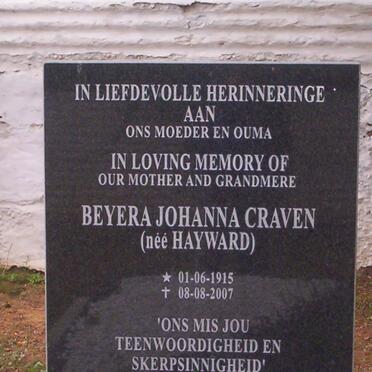 IN LIEFDEVOLLE HERINNERINGE
AAN
ONS MOEDER EN OUMA
IN LOVING MEMORY OF
OUR MOTHER AND GRANDMERE
BEYERA JOHANNA CRAVEN
(néé HAYWARD)
★ 01-06-1915
✝ 08-08-2007
'ONS MIS JOU
TEENWOORDIGHEID EN
SKERPSINNIGHEID'